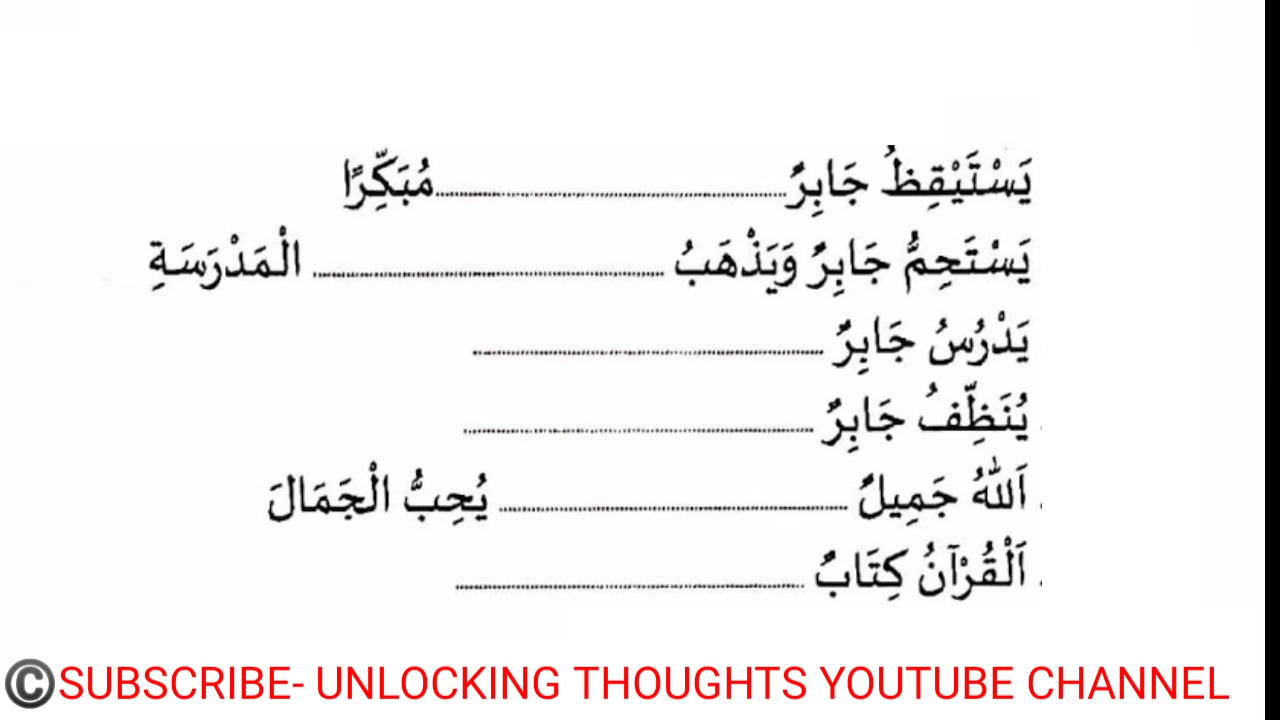 يَسْتَيْقِظُ جَابِرٌ .................... مُبَكِّرًا
يَسْتَحِمُّ جَابِرٌ وَيَذْهَبُ .................... الْمَدْرَسَةِ
يَدْرُسُ جَابِرٌ ....................
يُنَظِّفُ جَابِرٌ ....................
اَللّٰهُ جَمِيلٌ .................... يُحِبُّ الْجَمَالَ
اَلْقُرْآنُ كِتَابٌ ....................
©SUBSCRIBE- UNLOCKING THOUGHTS YOUTUBE CHANNEL